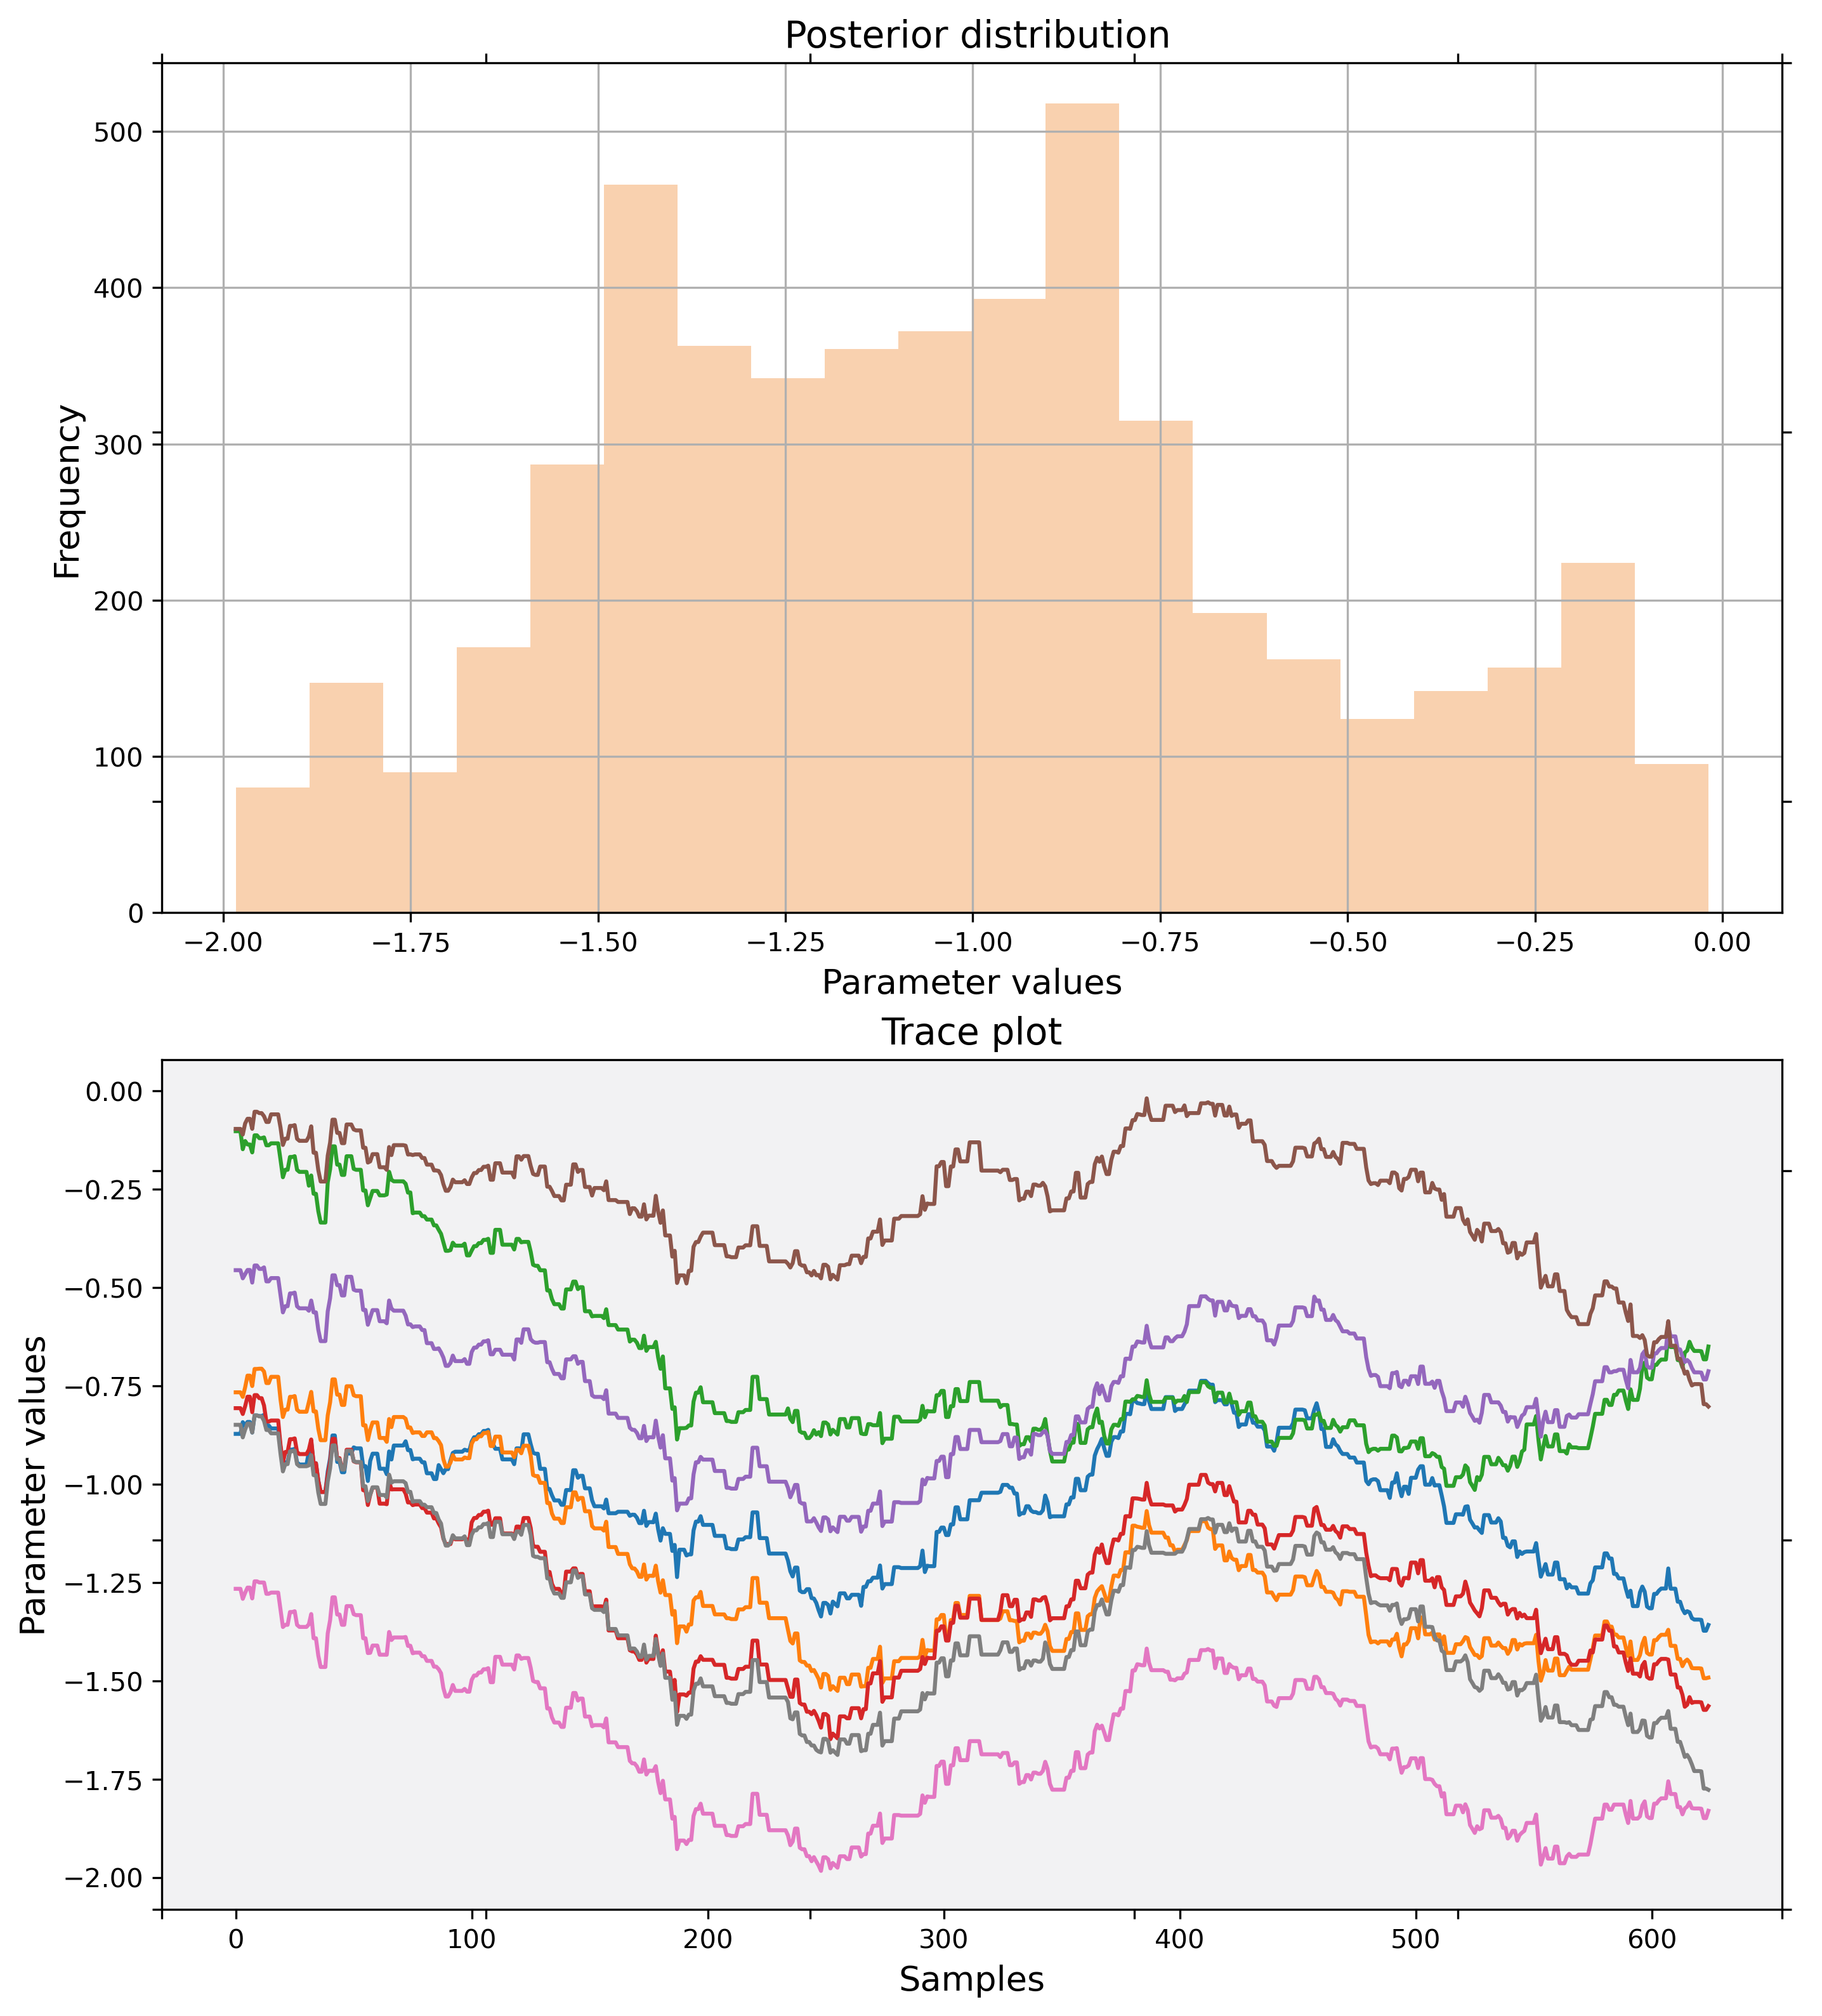 Posterior distribution
500
400
300
200
100
0
Frequency
−2.00 −1.75 −1.50 −1.25 −1.00 −0.75 −0.50 −0.25 0.00
Parameter values
Trace plot
0.00
−0.25
−0.50
−0.75
−1.00
−1.25
−1.50
−1.75
−2.00
Parameter values
0 100 200 300 400 500 600
Samples